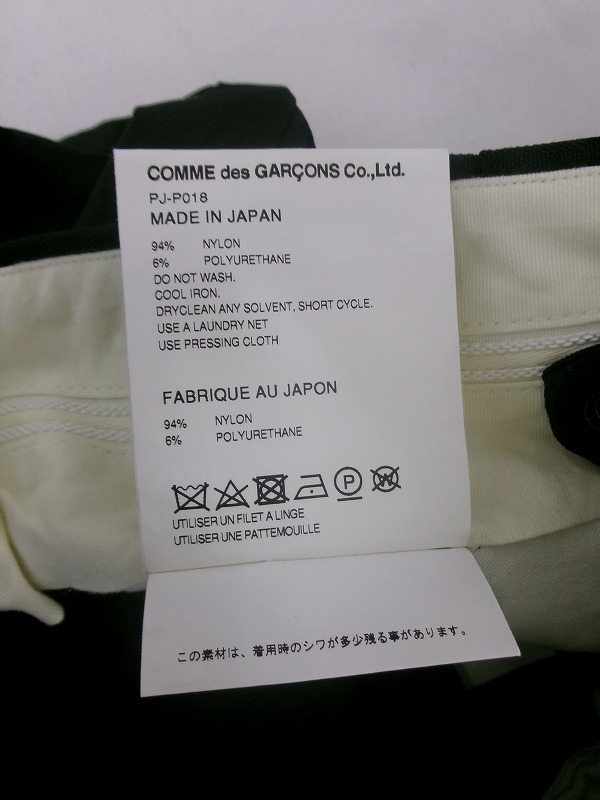 COMME des GARÇONS Co.,Ltd.
PJ-P018
MADE IN JAPAN
94% NYLON
6% POLYURETHANE
DO NOT WASH.
COOL IRON.
DRYCLEAN ANY SOLVENT, SHORT CYCLE.
USE A LAUNDRY NET
USE PRESSING CLOTH
FABRIQUE AU JAPON
94% NYLON
6% POLYURETHANE
P W
UTILISER UN FILET A LINGE
UTILISER UNE PATTEMOUILLE
この素材は、着用時のシワが多少残る事があります。